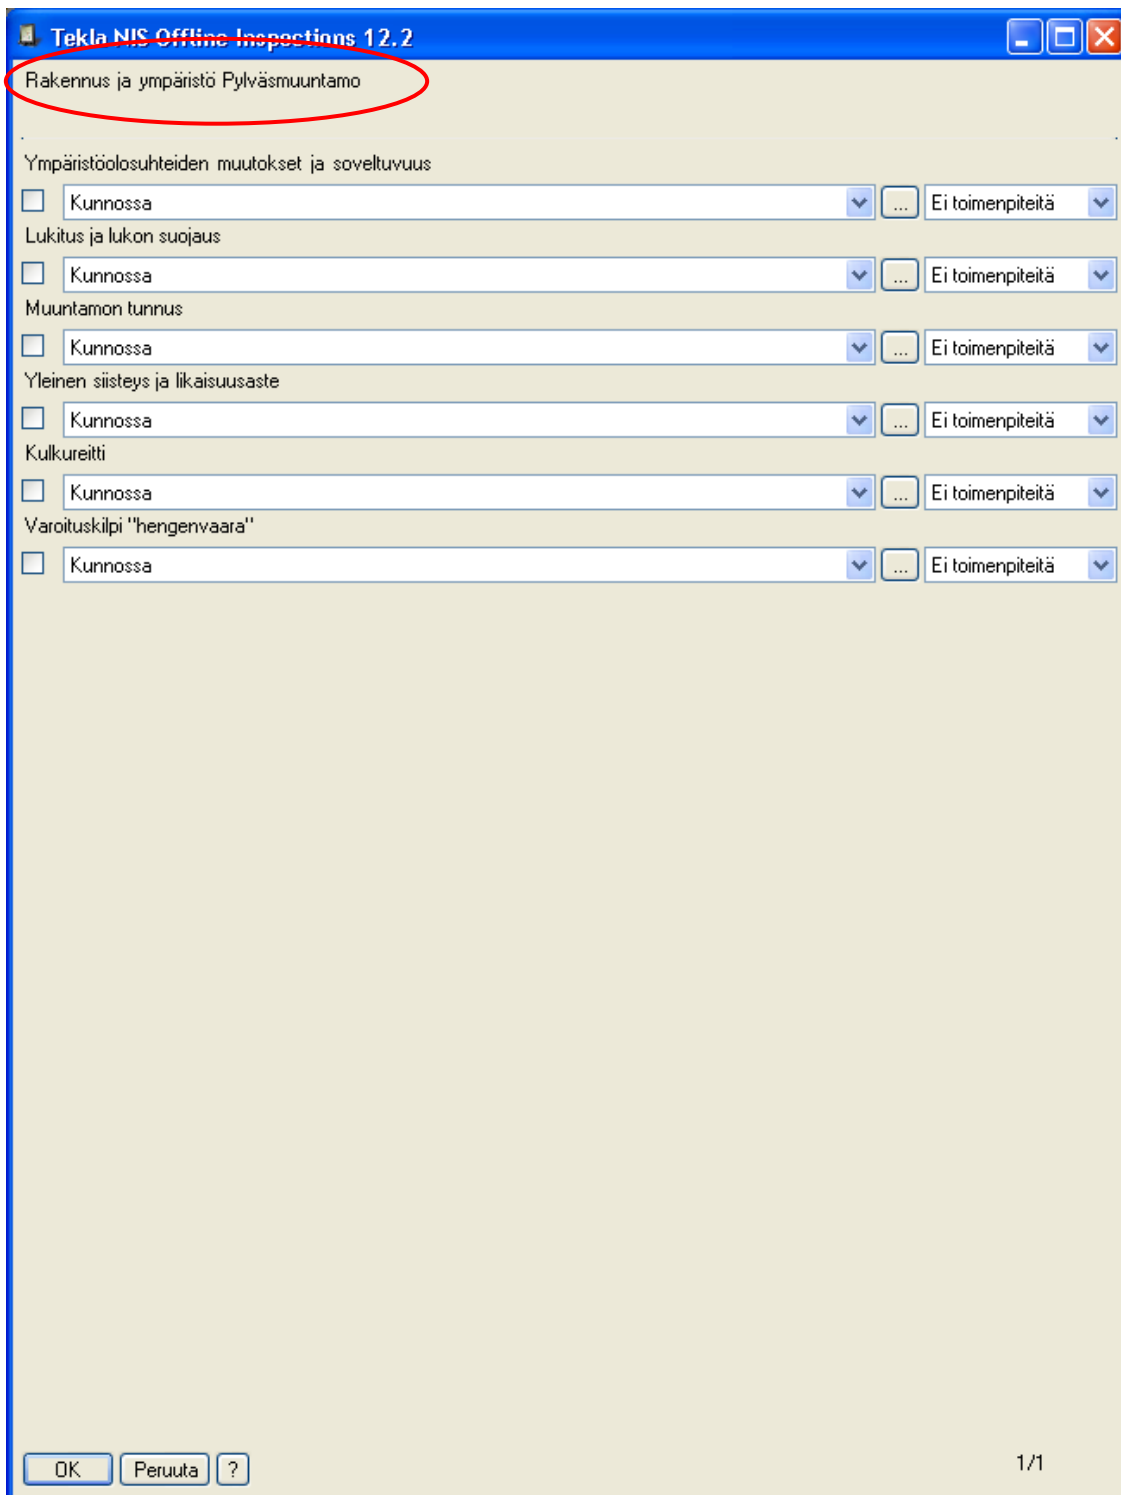 Tekla NIS Offline Inspections 12.2
Rakennus ja ympäristö Pylväsmuuntamo
Ympäristöolosuhteiden muutokset ja soveltuvuus
Kunnossa ... Ei toimenpiteitä
Lukitus ja lukon suojaus
Kunnossa ... Ei toimenpiteitä
Muuntamon tunnus
Kunnossa ... Ei toimenpiteitä
Yleinen siisteys ja likaisuusaste
Kunnossa ... Ei toimenpiteitä
Kulkureitti
Kunnossa ... Ei toimenpiteitä
Varoituskilpi "hengenvaara"
Kunnossa ... Ei toimenpiteitä
OK Peruuta ? 1/1